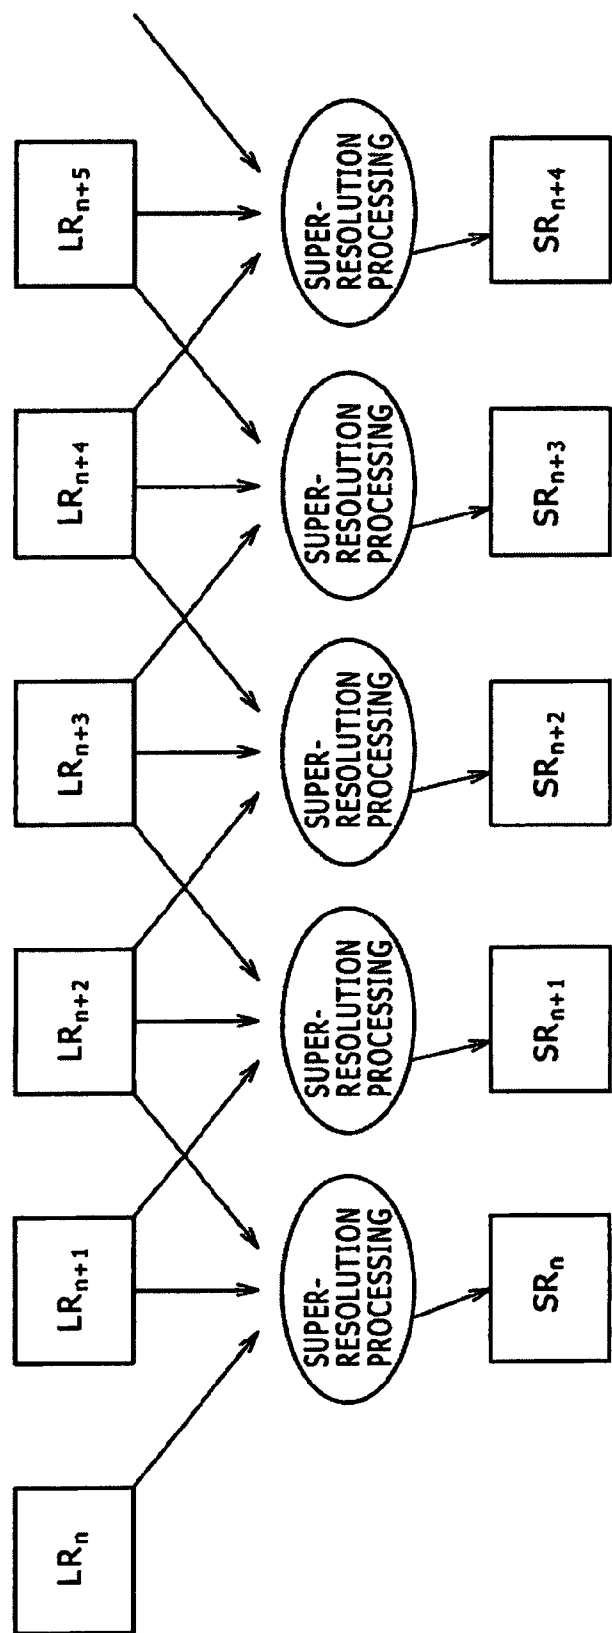 LRₙ
LRₙ₊₁
LRₙ₊₂
LRₙ₊₃
LRₙ₊₄
LRₙ₊₅
SUPER-
RESOLUTION
PROCESSING
SUPER-
RESOLUTION
PROCESSING
SUPER-
RESOLUTION
PROCESSING
SUPER-
RESOLUTION
PROCESSING
SUPER-
RESOLUTION
PROCESSING
SRₙ
SRₙ₊₁
SRₙ₊₂
SRₙ₊₃
SRₙ₊₄